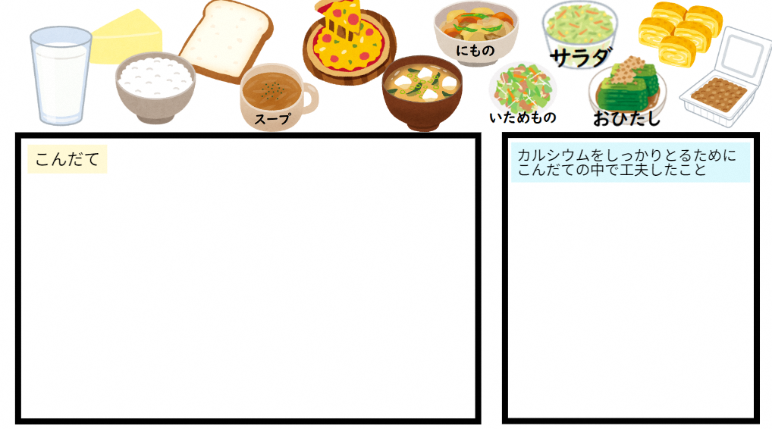 にもの
サラダ
スープ
いためもの
おひたし
こんだて
カルシウムをしっかりとるために
こんだての中で工夫したこと